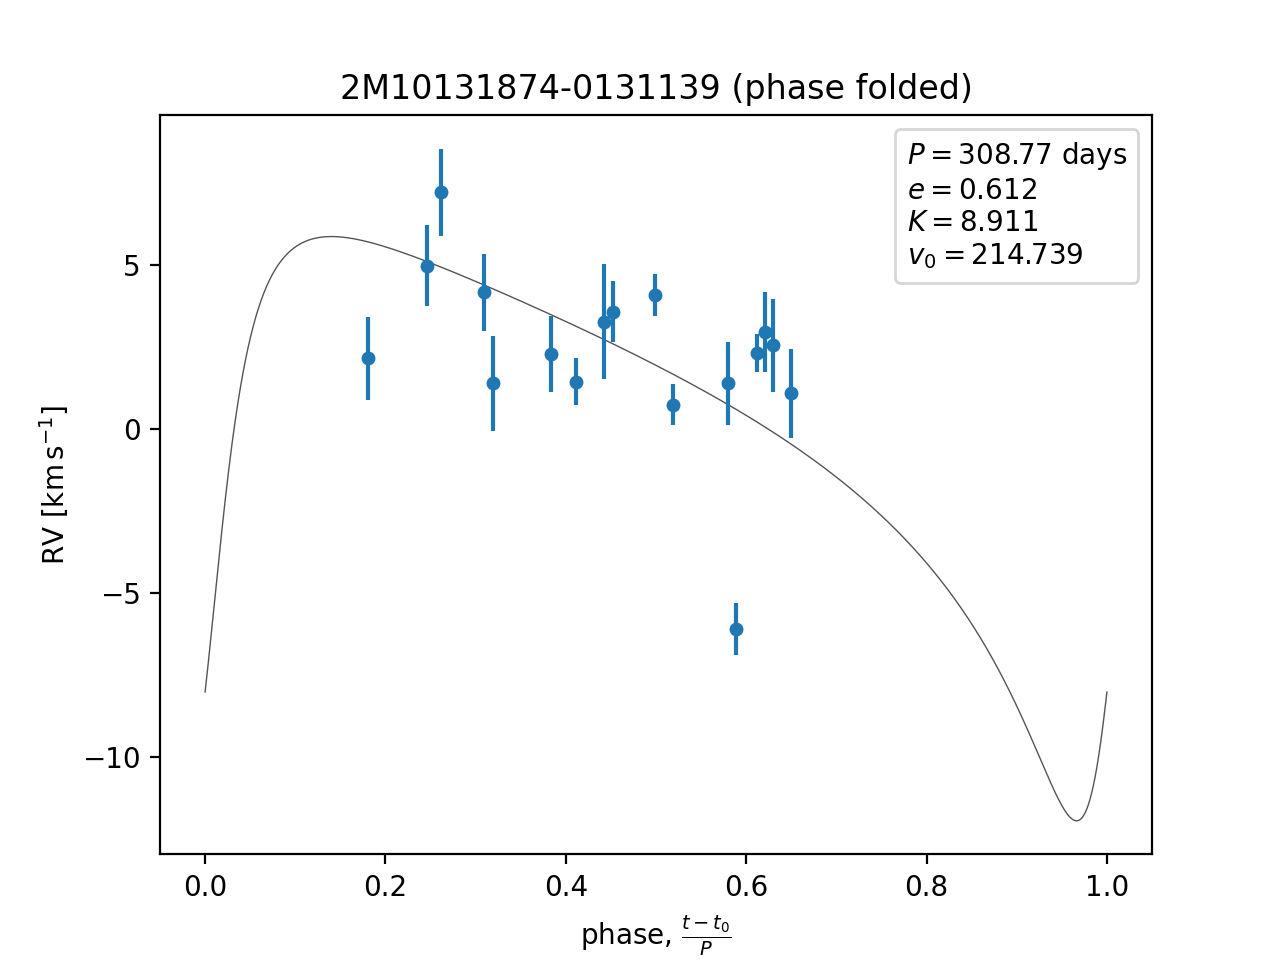 2M10131874-0131139 (phase folded)
P = 308.77 days
e = 0.612
K = 8.911
v₀ = 214.739
5
0
−5
−10
RV [km s⁻¹]
0.0 0.2 0.4 0.6 0.8 1.0
phase, (t − t₀)/P